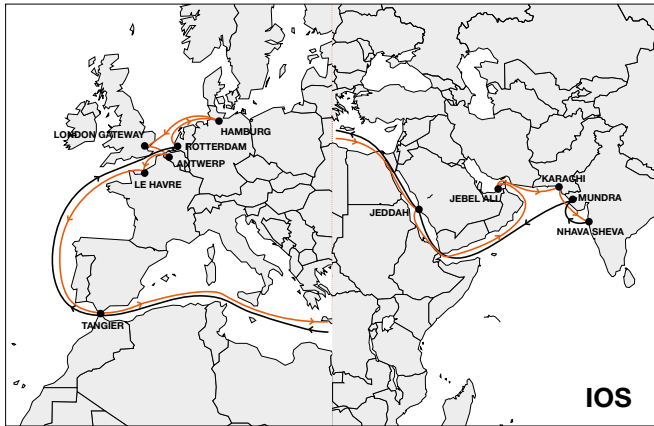 HAMBURG
LONDON GATEWAY
ROTTERDAM
ANTWERP
LE HAVRE
TANGIER
KARACHI
JEBEL ALI
MUNDRA
JEDDAH
NHAVA SHEVA
IOS